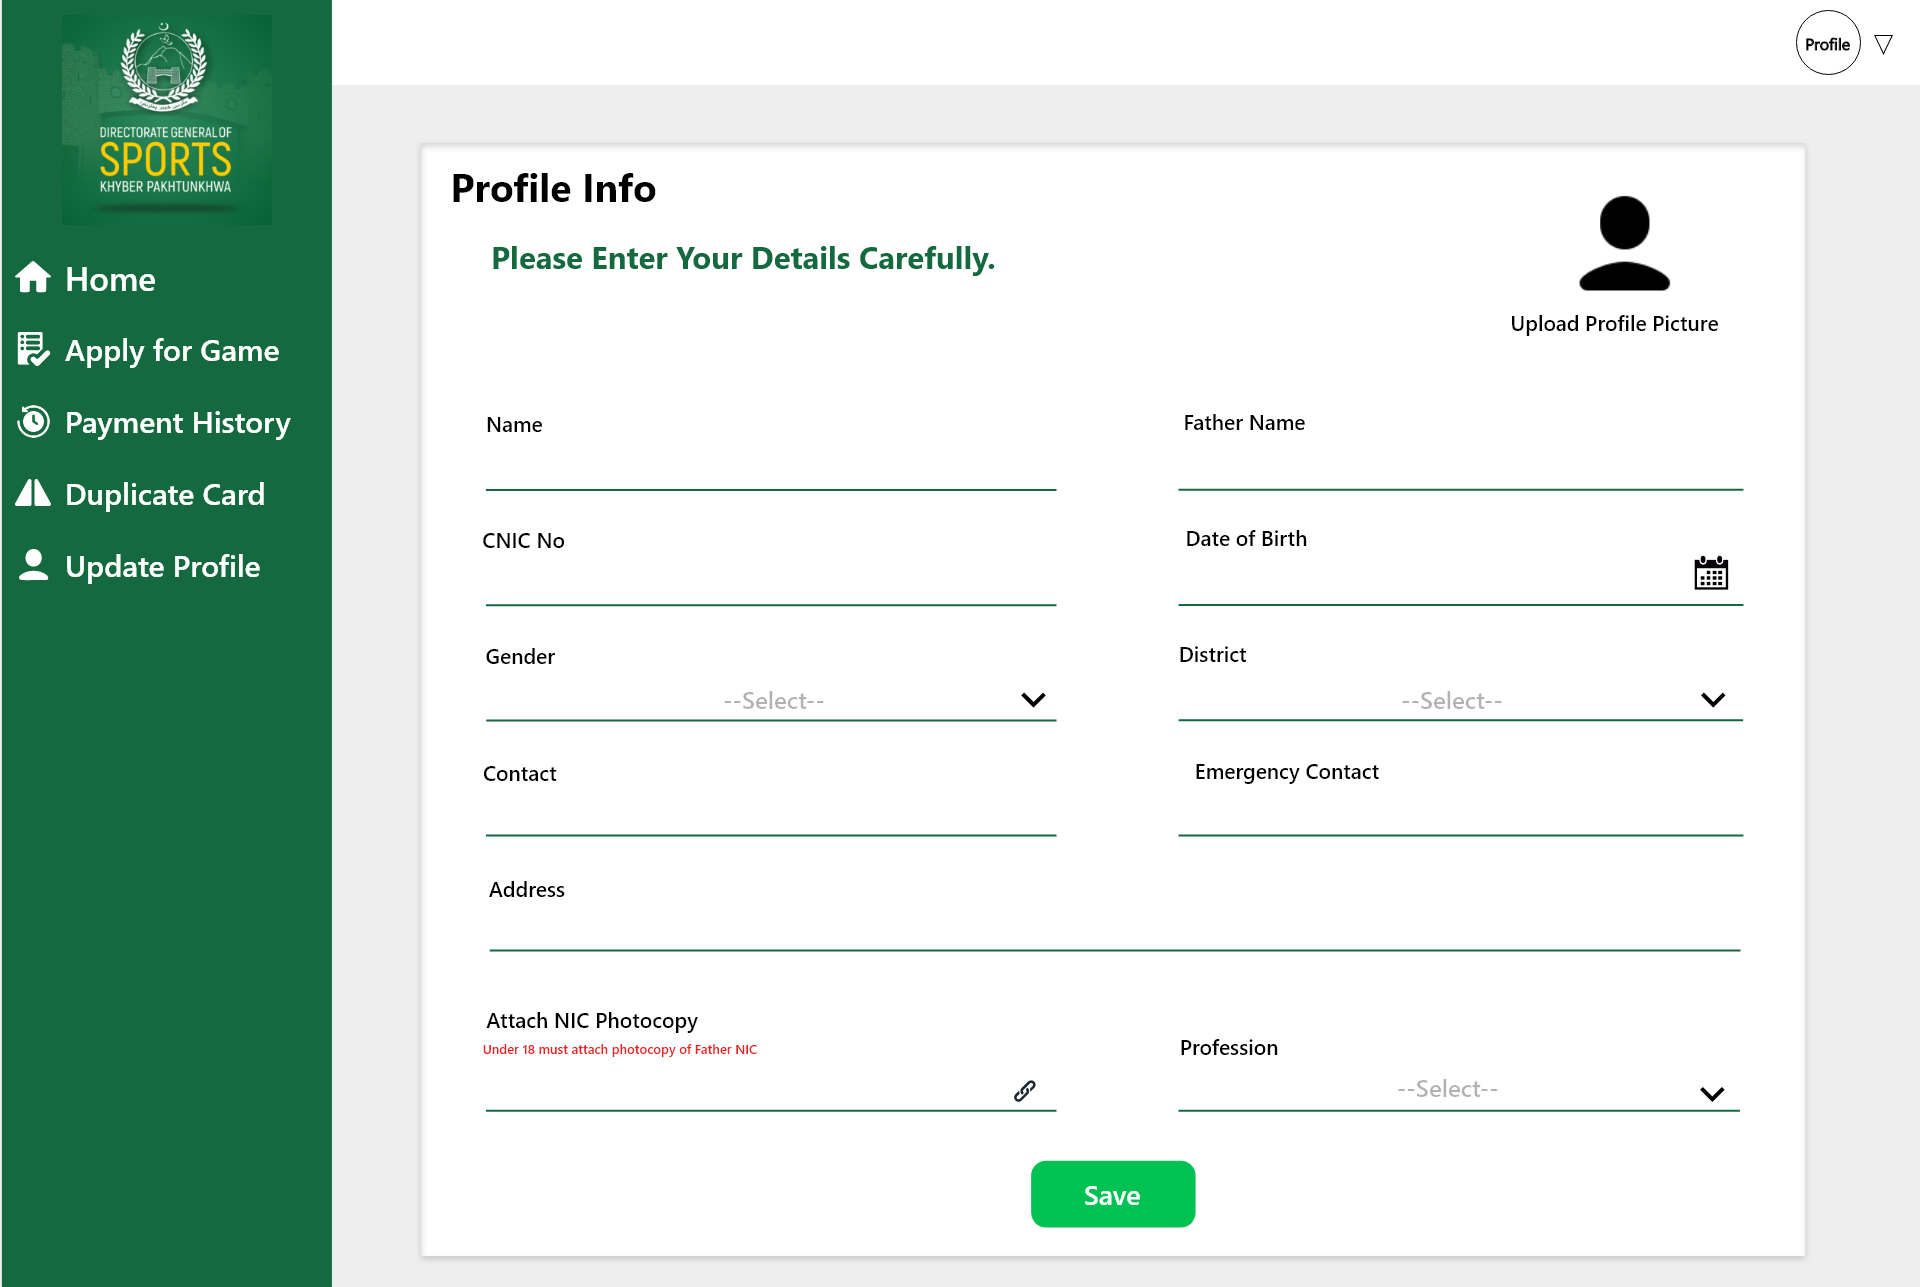 DIRECTORATE GENERAL OF
SPORTS
KHYBER PAKHTUNKHWA
Home
Apply for Game
Payment History
Duplicate Card
Update Profile
Profile
Profile Info
Please Enter Your Details Carefully.
Upload Profile Picture
Name
Father Name
CNIC No
Date of Birth
Gender
District
--Select--
--Select--
Contact
Emergency Contact
Address
Attach NIC Photocopy
Under 18 must attach photocopy of Father NIC
Profession
--Select--
Save